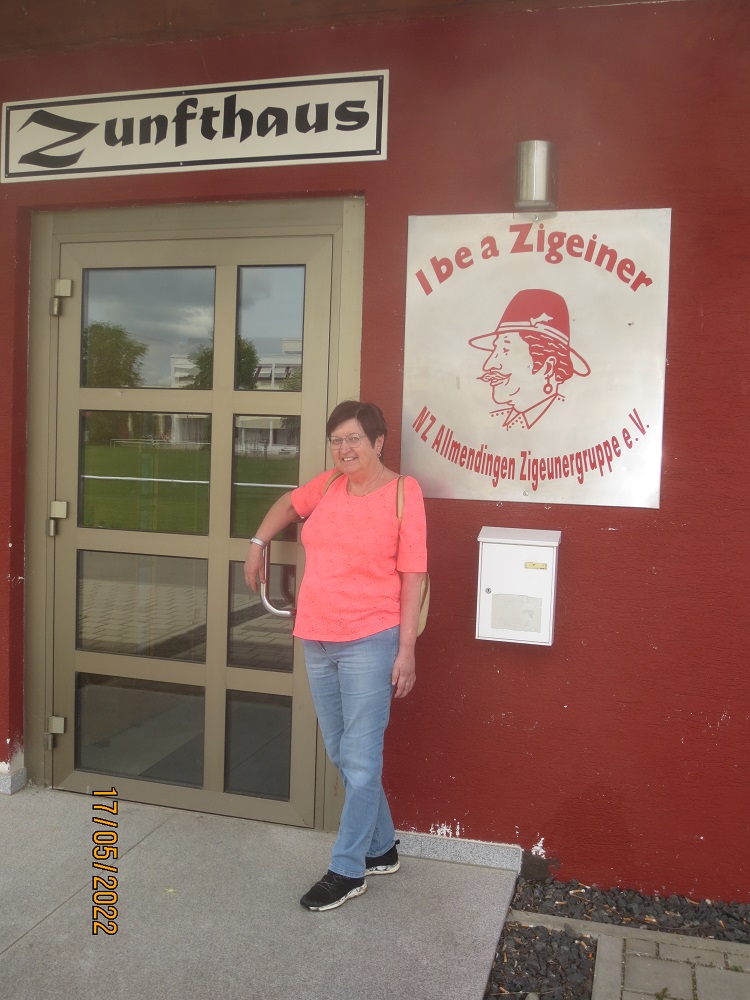 Zunfthaus
I be a Zigeiner
NZ Allmendingen Zigeunergruppe e.V.
17/05/2022